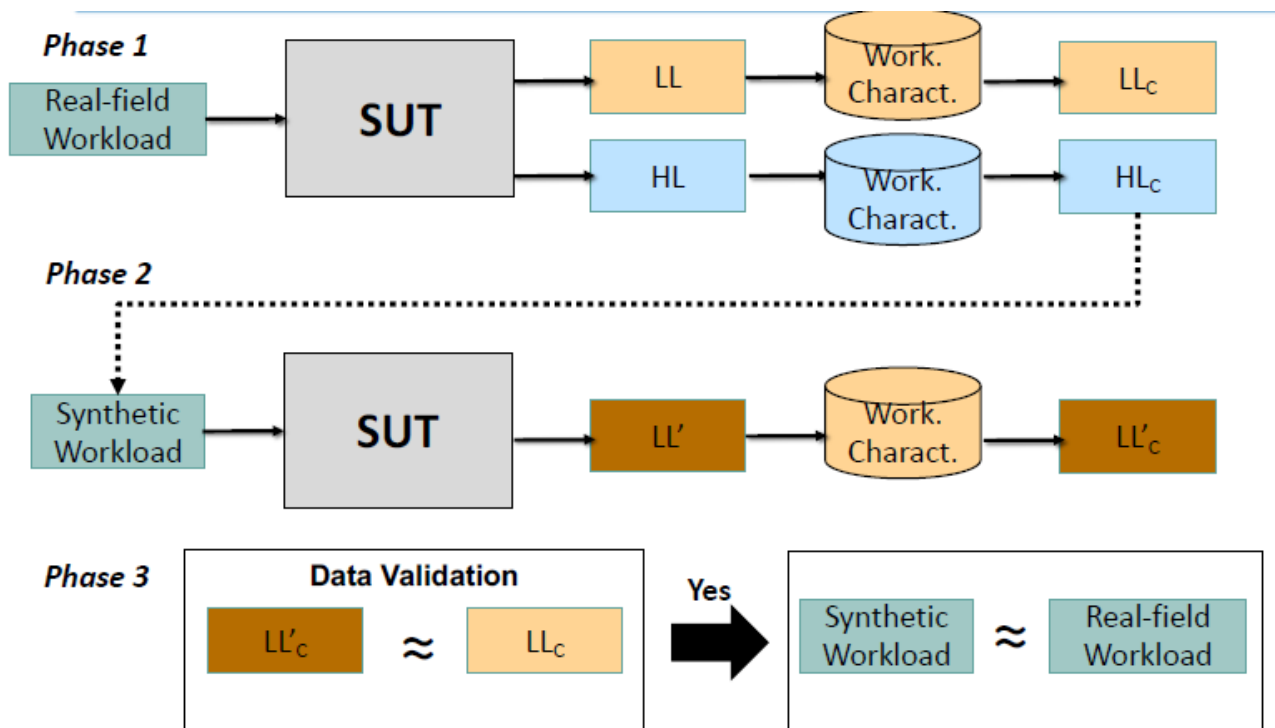 Phase 1
Real-field
Workload
SUT
LL
Work.
Charact.
LLC
HL
Work.
Charact.
HLC
Phase 2
Synthetic
Workload
SUT
LL'
Work.
Charact.
LL'C
Phase 3
Data Validation
LL’C
≈
LLC
Yes
Synthetic
Workload
≈
Real-field
Workload